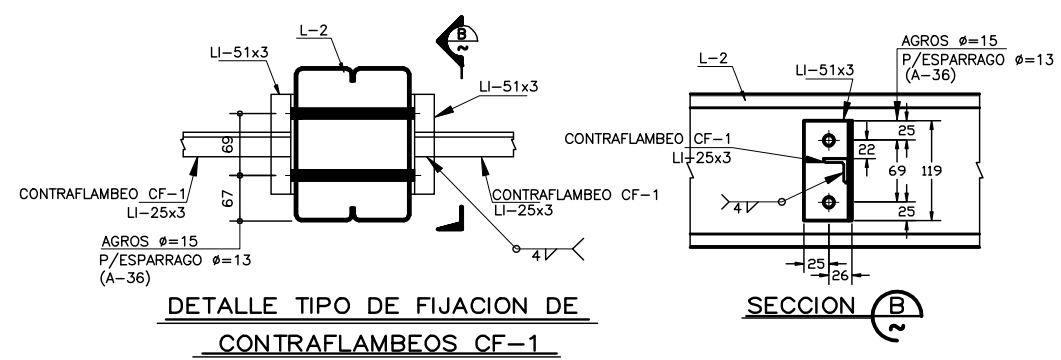 L-2
B
~
LI-51x3
LI-51x3
69
67
CONTRAFLAMBEO CF-1
LI-25x3
CONTRAFLAMBEO CF-1
LI-25x3
AGROS ø=15
P/ESPARRAGO ø=13
(A-36)
4
DETALLE TIPO DE FIJACION DE
CONTRAFLAMBEOS CF-1
AGROS ø=15
P/ESPARRAGO ø=13
(A-36)
L-2
LI-51x3
CONTRAFLAMBEO CF-1
LI-25x3
25
22
69
119
25
4
25
26
SECCION
B
~